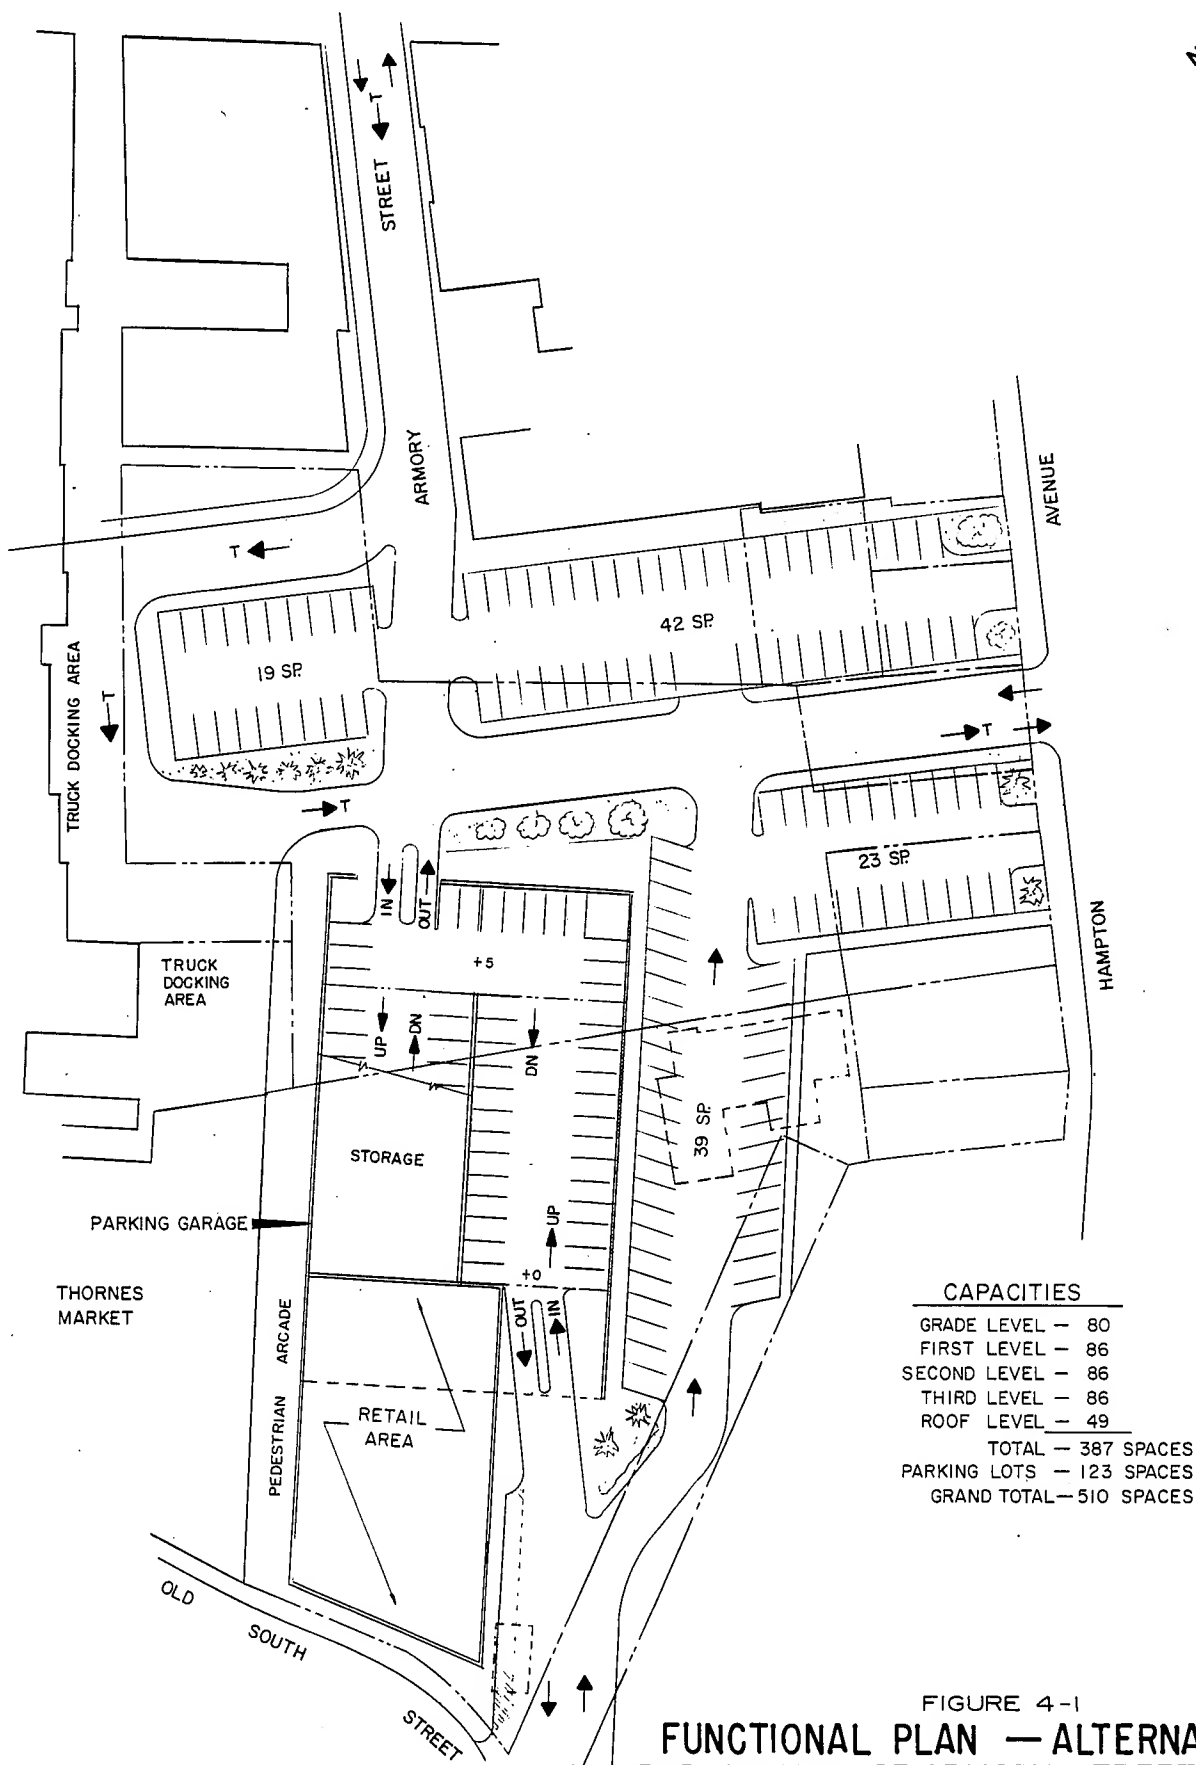 T
STREET
ARMORY
AVENUE
T
42 SP.
19 SP.
TRUCK DOCKING AREA
T
T
T
23 SP.
IN
OUT
HAMPTON
+5
TRUCK
DOCKING
AREA
UP
DN
DN
39 SP.
STORAGE
UP
PARKING GARAGE
+0
THORNES
MARKET
OUT
IN
PEDESTRIAN ARCADE
RETAIL
AREA
CAPACITIES
GRADE LEVEL — 80
FIRST LEVEL — 86
SECOND LEVEL — 86
THIRD LEVEL — 86
ROOF LEVEL — 49
TOTAL — 387 SPACES
PARKING LOTS — 123 SPACES
GRAND TOTAL — 510 SPACES
OLD
SOUTH
STREET
FIGURE 4-1
FUNCTIONAL PLAN — ALTERNA